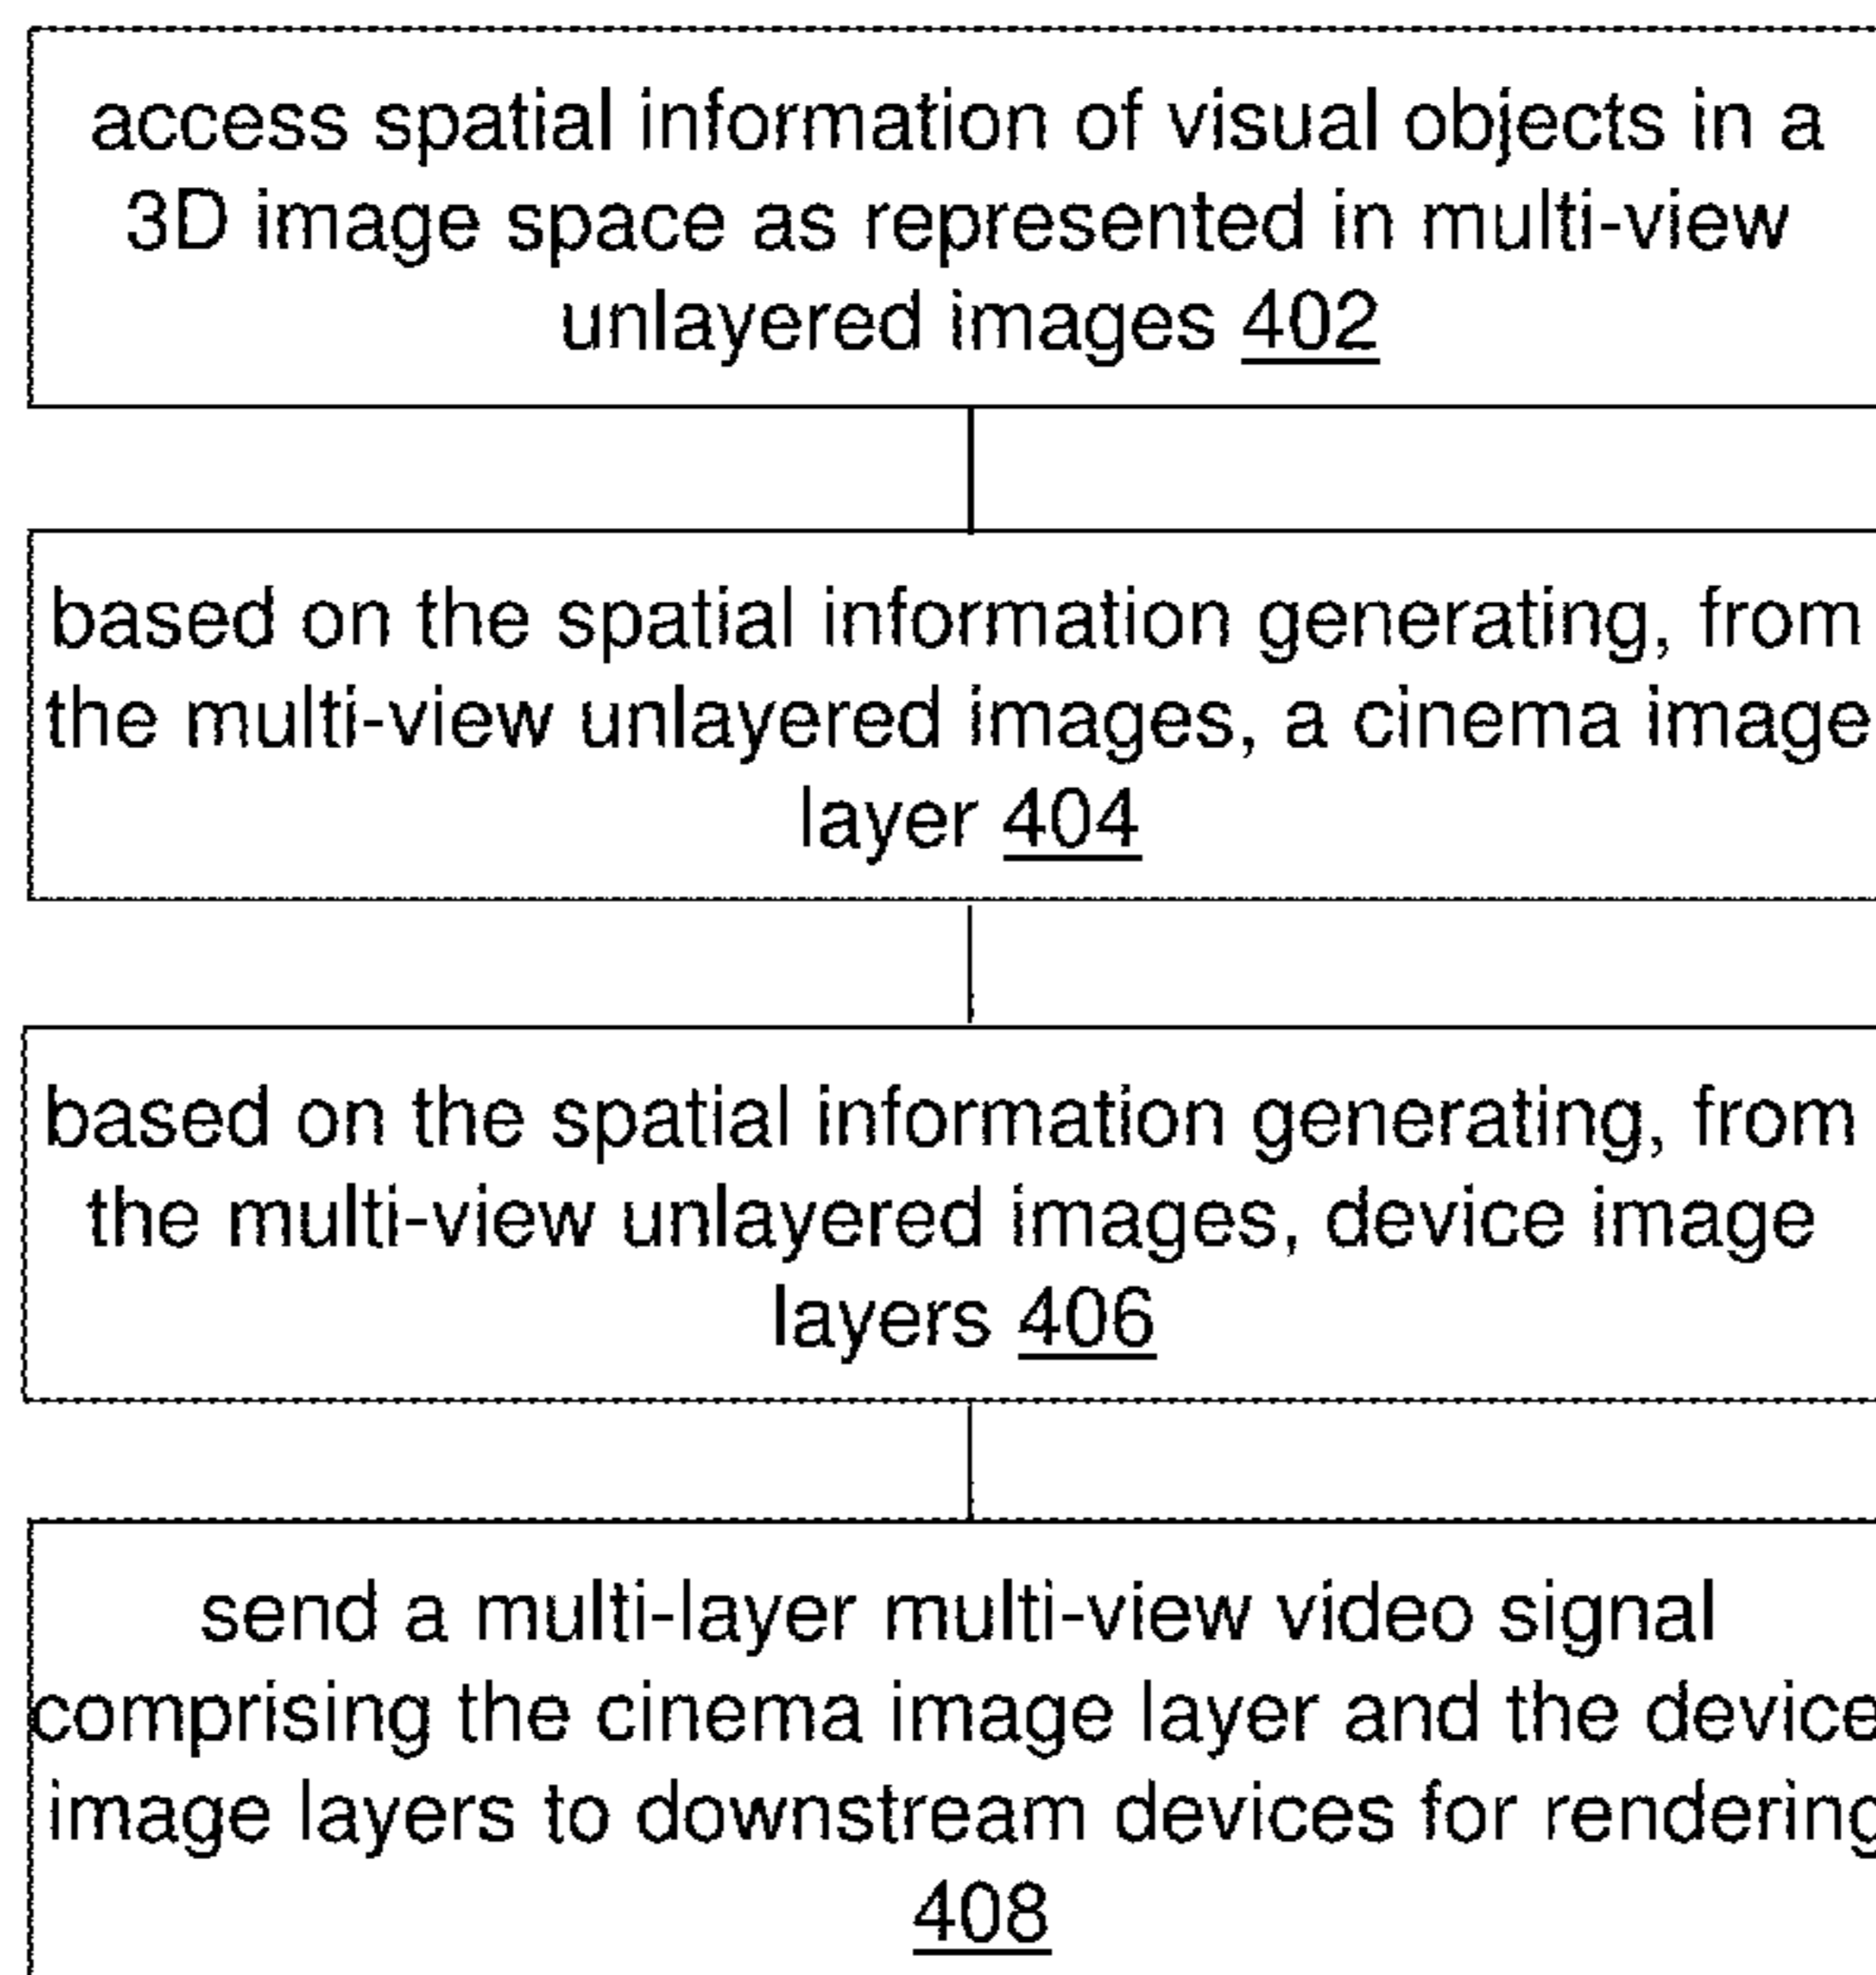 access spatial information of visual objects in a
3D image space as represented in multi-view
unlayered images 402
based on the spatial information generating, from
the multi-view unlayered images, a cinema image
layer 404
based on the spatial information generating, from
the multi-view unlayered images, device image
layers 406
send a multi-layer multi-view video signal
comprising the cinema image layer and the device
image layers to downstream devices for rendering
408